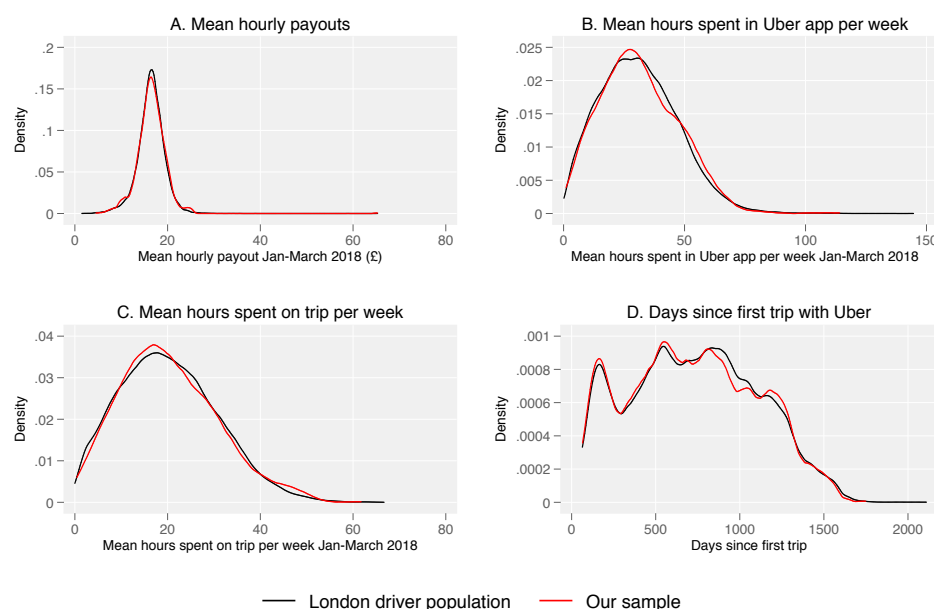 A. Mean hourly payouts
.2
.15
.1
.05
0
Density
0 20 40 60 80
Mean hourly payout Jan-March 2018 (£)
B. Mean hours spent in Uber app per week
.025
.02
.015
.01
.005
0
Density
0 50 100 150
Mean hours spent in Uber app per week Jan-March 2018
C. Mean hours spent on trip per week
.04
.03
.02
.01
0
Density
0 20 40 60 80
Mean hours spent on trip per week Jan-March 2018
D. Days since first trip with Uber
.001
.0008
.0006
.0004
.0002
0
Density
0 500 1000 1500 2000
Days since first trip
London driver population Our sample